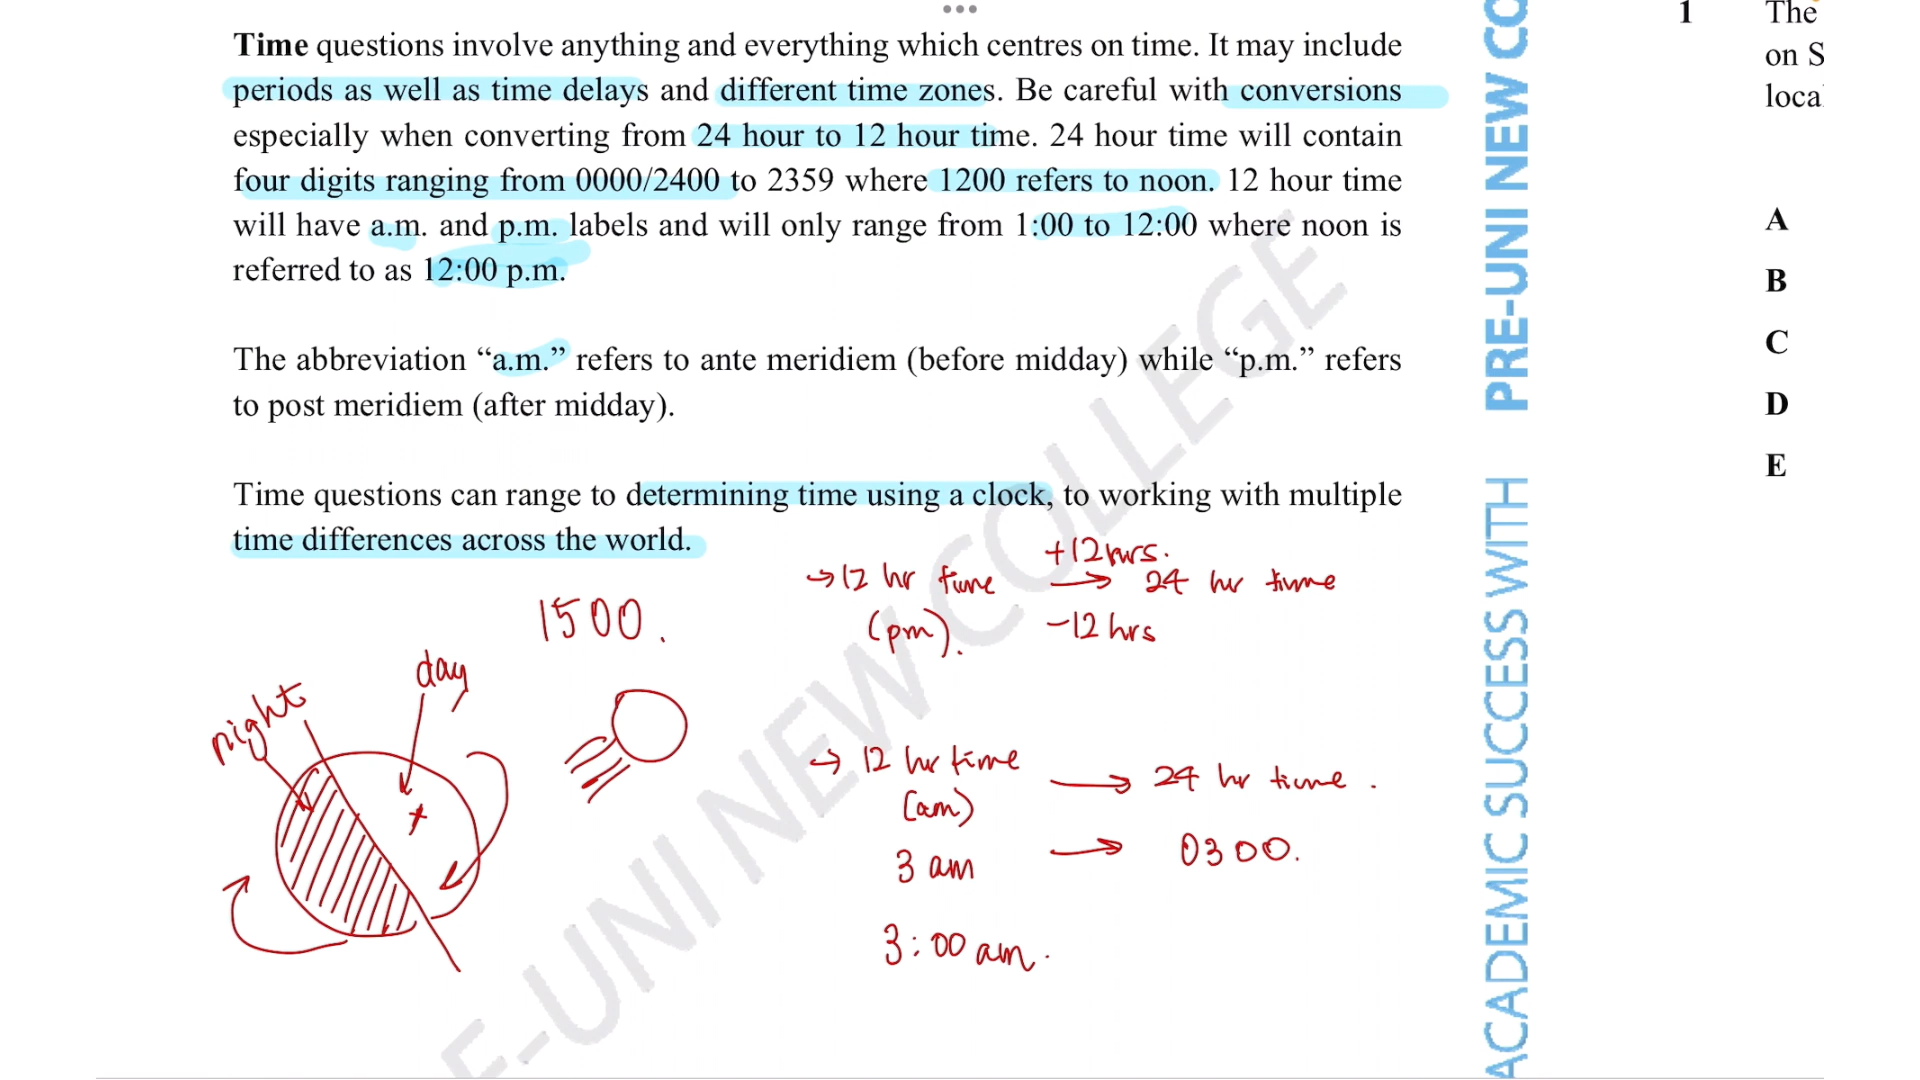 Time questions involve anything and everything which centres on time. It may include
periods as well as time delays and different time zones. Be careful with conversions
especially when converting from 24 hour to 12 hour time. 24 hour time will contain
four digits ranging from 0000/2400 to 2359 where 1200 refers to noon. 12 hour time
will have a.m. and p.m. labels and will only range from 1:00 to 12:00 where noon is
referred to as 12:00 p.m.
The abbreviation “a.m.” refers to ante meridiem (before midday) while “p.m.” refers
to post meridiem (after midday).
Time questions can range to determining time using a clock, to working with multiple
time differences across the world.
1500.
night
day
→12 hr time +12hrs. → 24 hr time
(pm). -12 hrs
→ 12 hr time → 24 hr time.
(am)
3 am → 0300.
3:00 am.
E-UNI NEW COLLEGE
ACADEMIC SUCCESS WITH PRE-UNI NEW CO
1 The
on S
loca
A
B
C
D
E